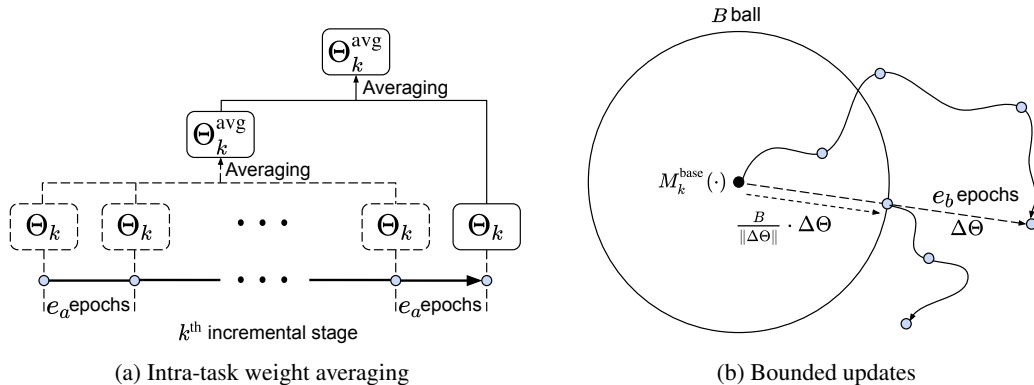 Θ_k^avg
Averaging
Θ_k^avg
Averaging
Θ_k Θ_k • • • Θ_k Θ_k
• • •
e_a epochs e_a epochs
k^th incremental stage
(a) Intra-task weight averaging
B ball
M_k^base(·)
e_b epochs
B/‖ΔΘ‖ · ΔΘ
ΔΘ
(b) Bounded updates